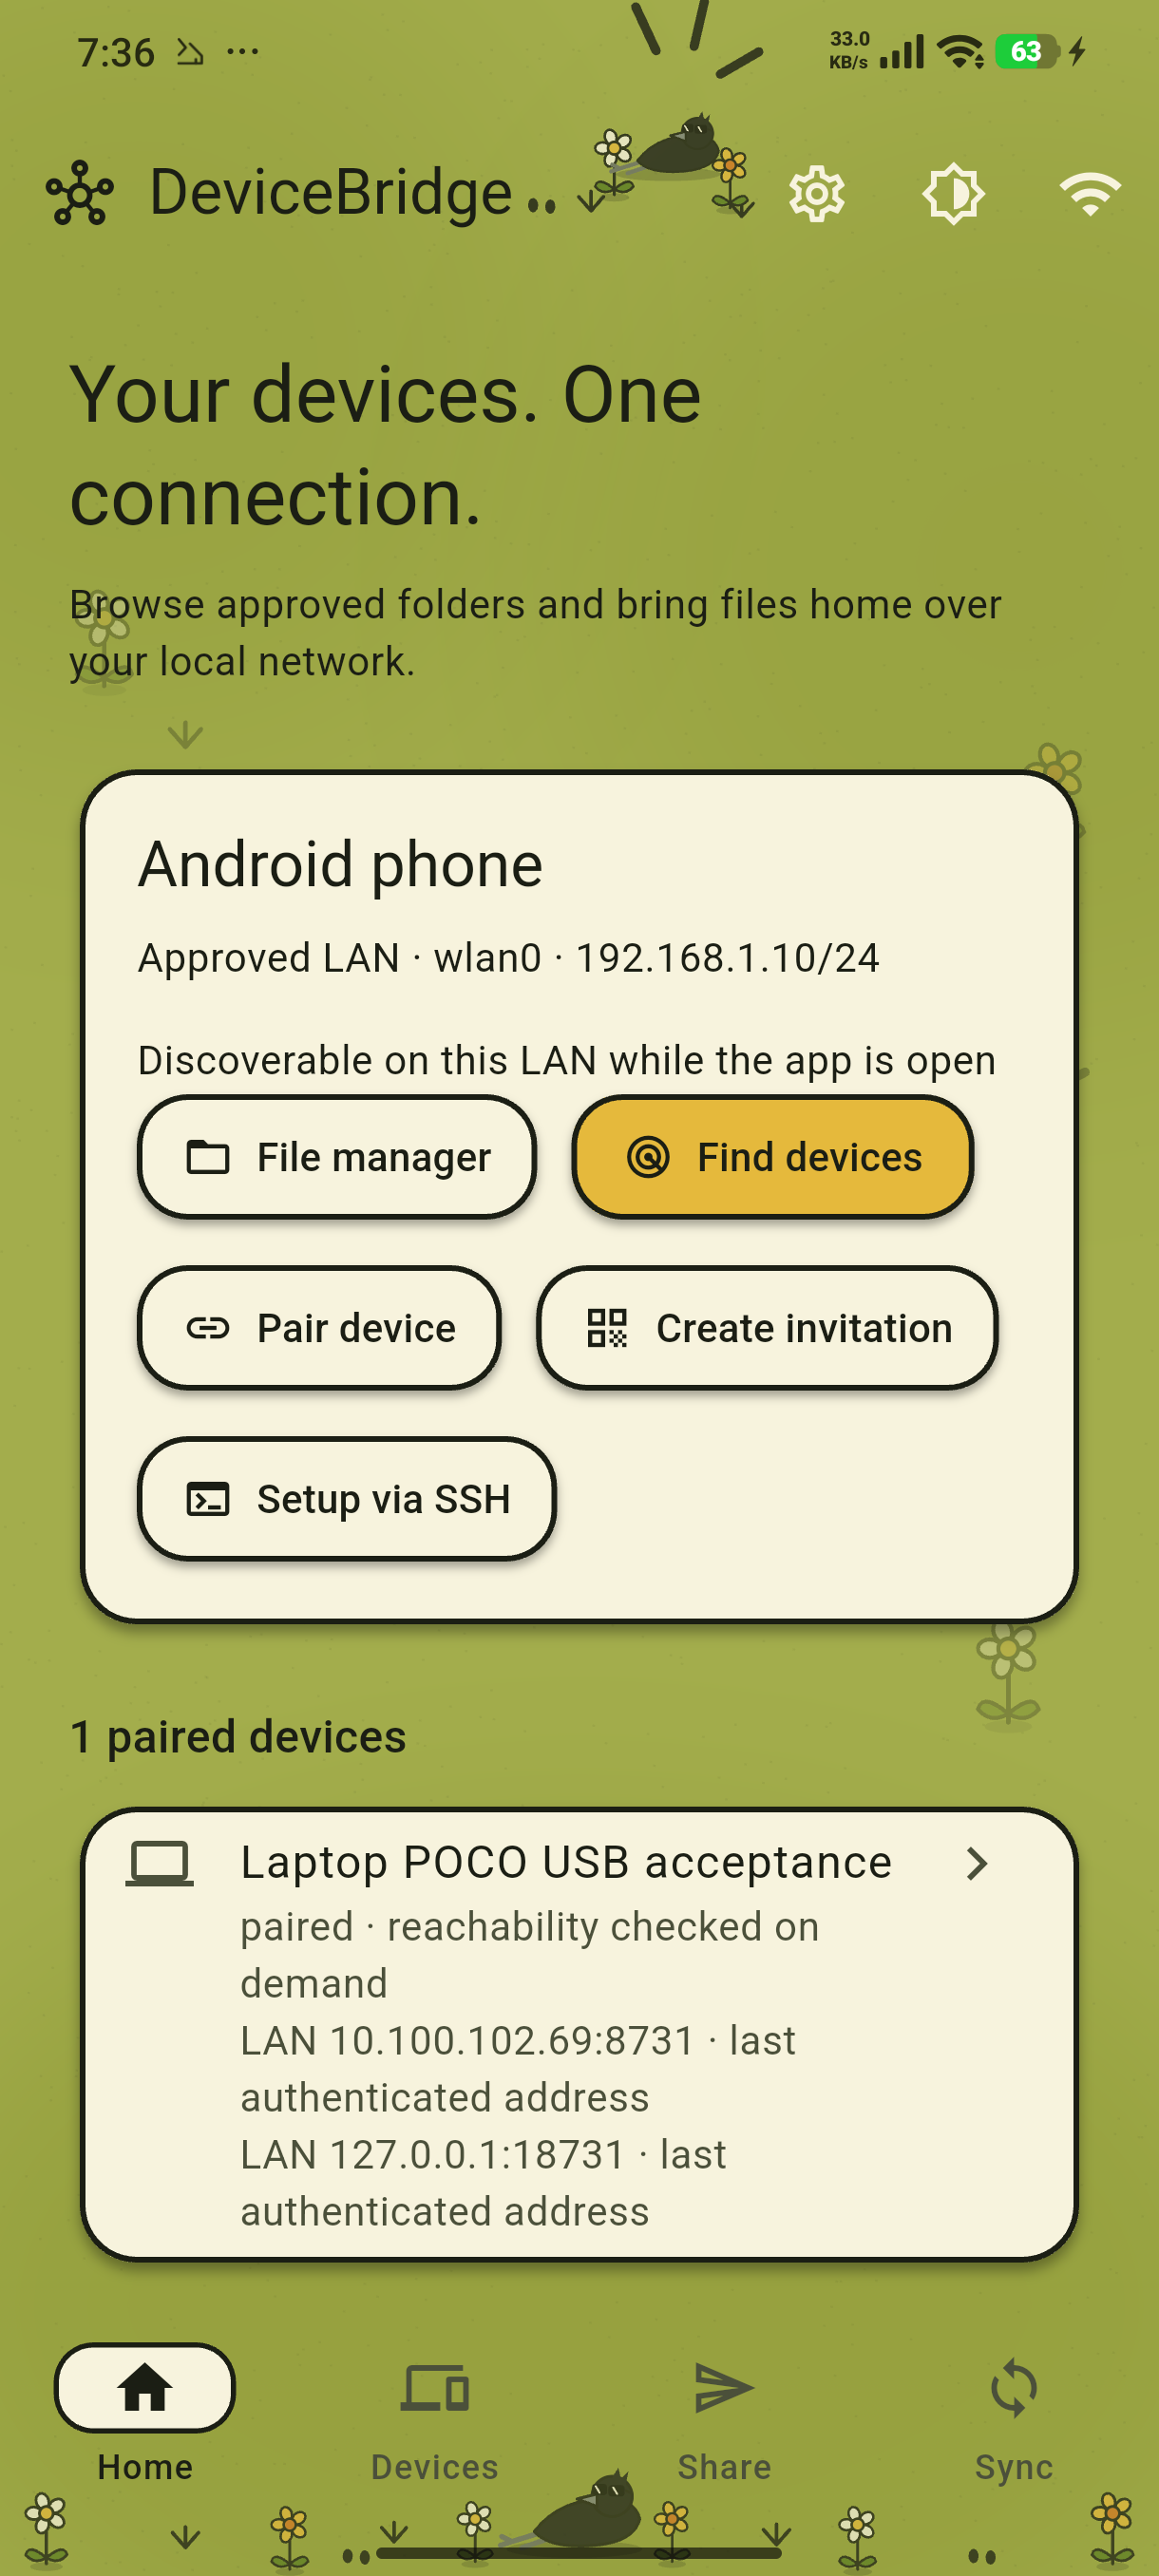 7:36
33.0
KB/s
63
DeviceBridge
Your devices. One
connection.
Browse approved folders and bring files home over
your local network.
Android phone
Approved LAN · wlan0 · 192.168.1.10/24
Discoverable on this LAN while the app is open
File manager
Find devices
Pair device
Create invitation
Setup via SSH
1 paired devices
Laptop POCO USB acceptance
paired · reachability checked on
demand
LAN 10.100.102.69:8731 · last
authenticated address
LAN 127.0.0.1:18731 · last
authenticated address
Home
Devices
Share
Sync